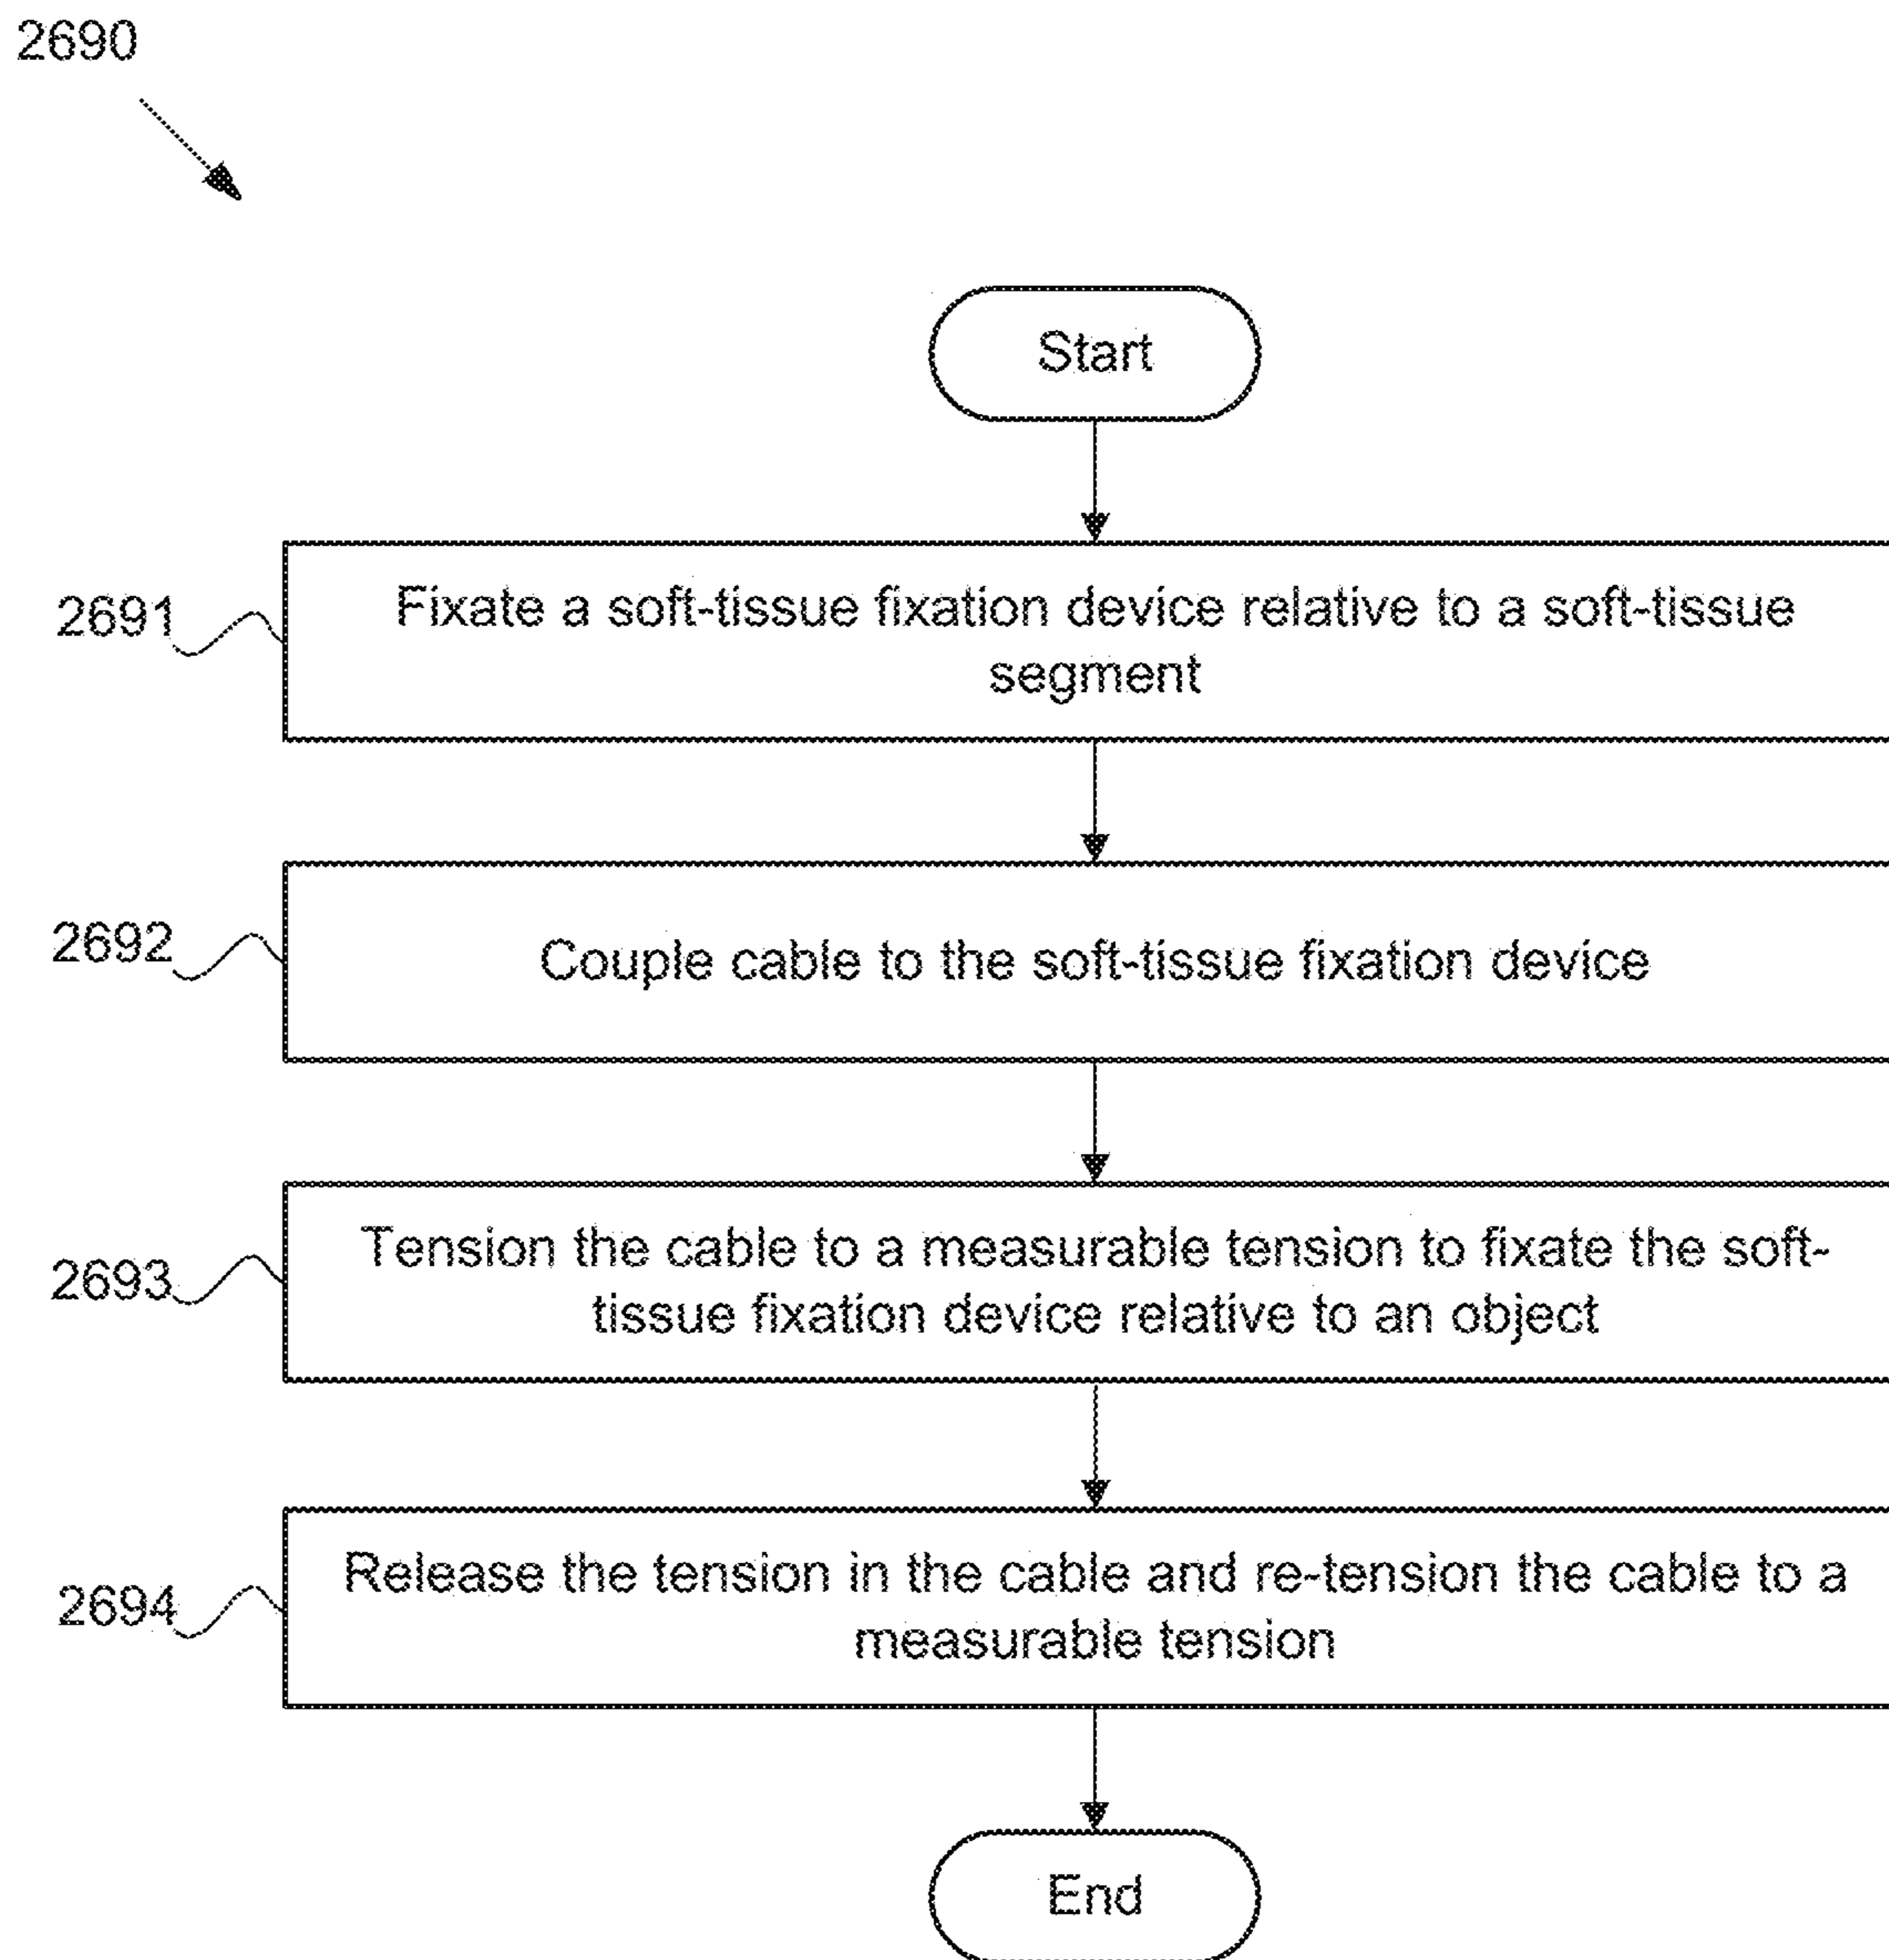 2690
Start
2691
Fixate a soft-tissue fixation device relative to a soft-tissue
segment
2692
Couple cable to the soft-tissue fixation device
2693
Tension the cable to a measurable tension to fixate the soft-
tissue fixation device relative to an object
2694
Release the tension in the cable and re-tension the cable to a
measurable tension
End